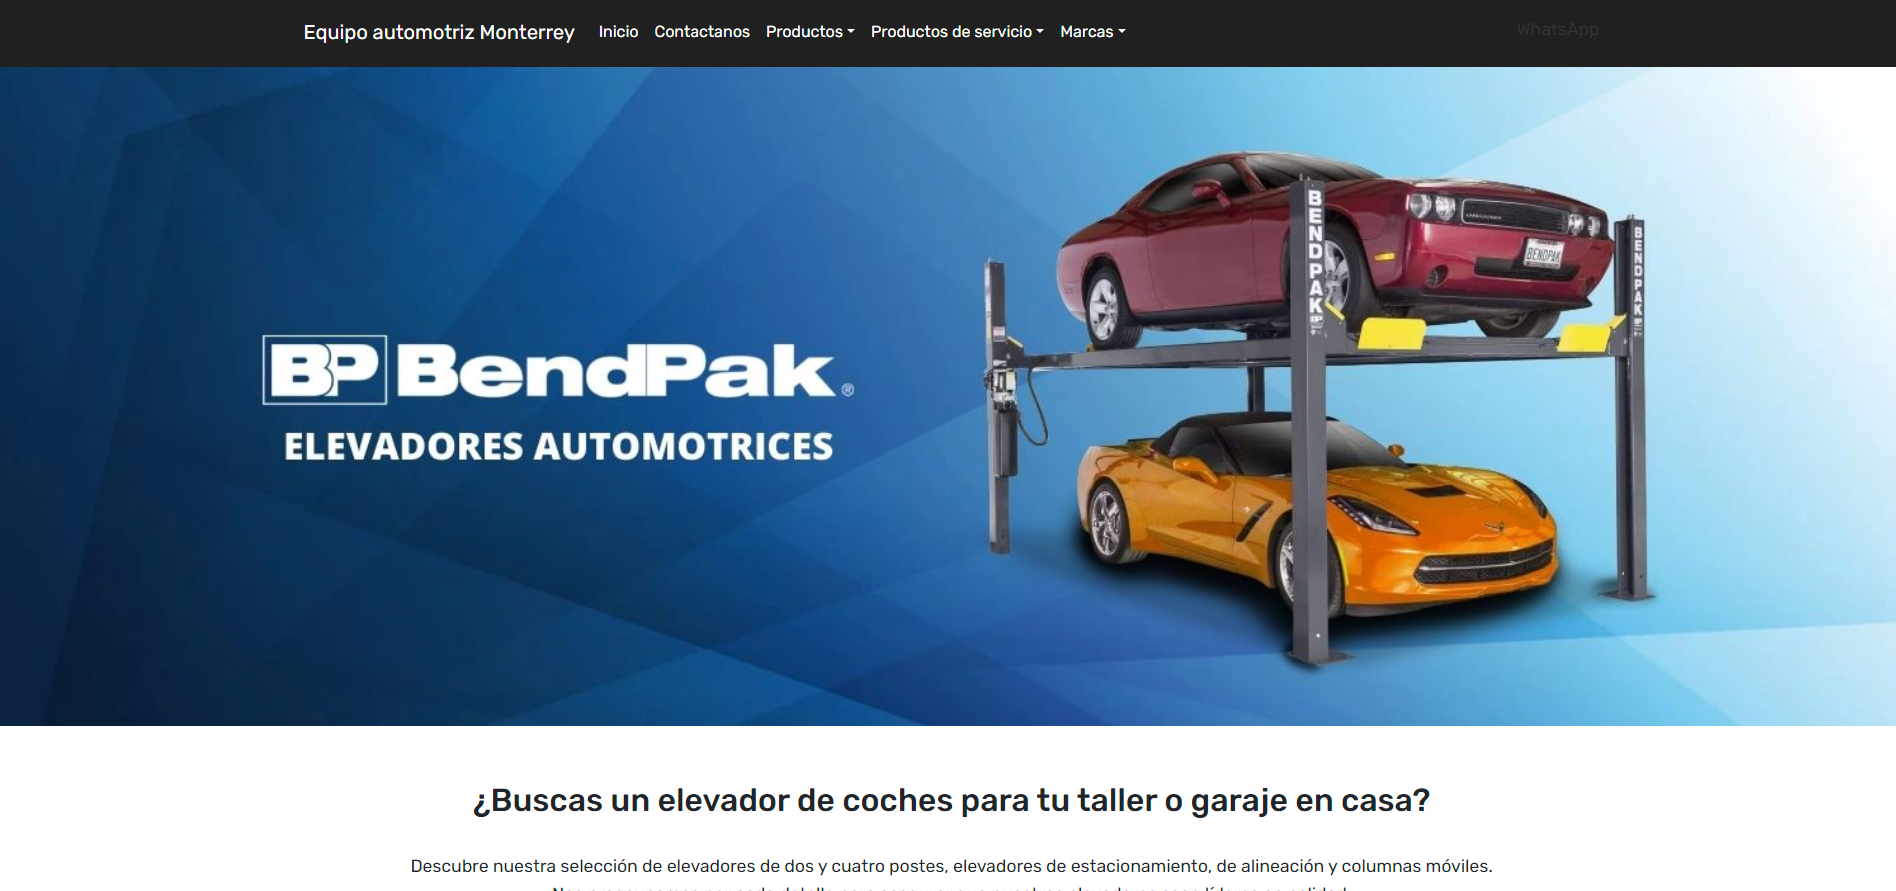 Equipo automotriz Monterrey Inicio Contactanos Productos Productos de servicio Marcas WhatsApp
BENDPAK
BENDPAK
BENDPAK
BP BendPak®
ELEVADORES AUTOMOTRICES
¿Buscas un elevador de coches para tu taller o garaje en casa?
Descubre nuestra selección de elevadores de dos y cuatro postes, elevadores de estacionamiento, de alineación y columnas móviles.